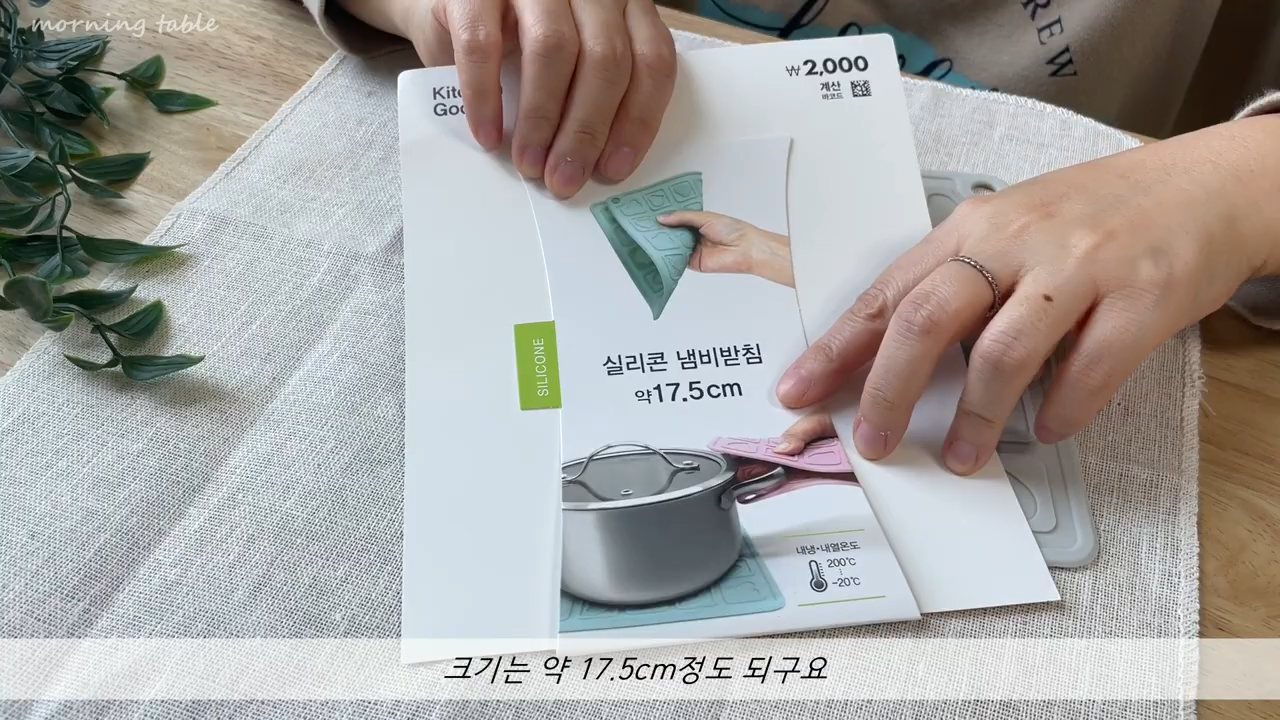 morning table
REW
₩2,000
계산
바코드
실리콘 냄비받침
약17.5cm
SILICONE
내냉·내열온도
200℃
-20℃
크기는 약 17.5cm정도 되구요